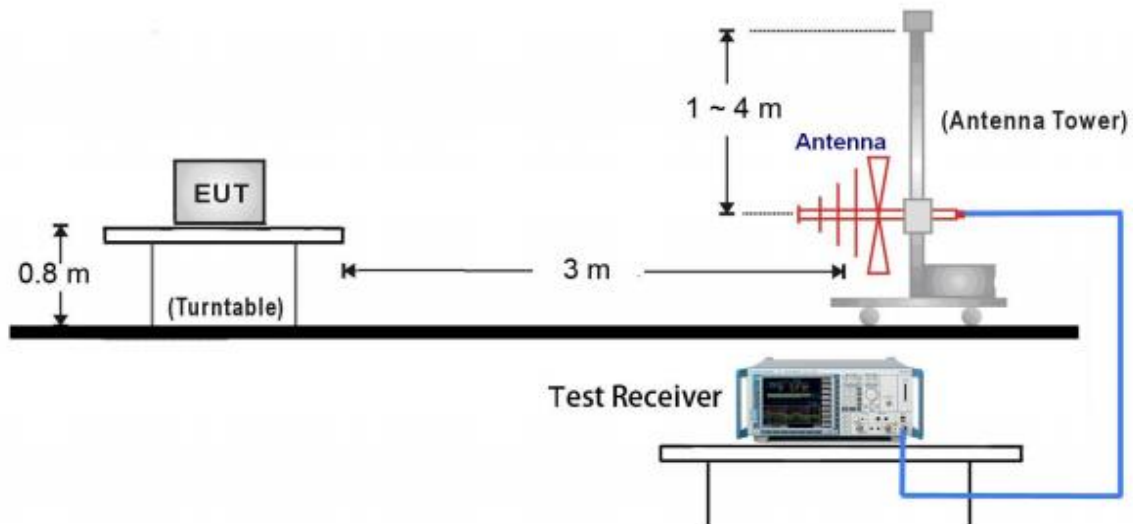 1 ~ 4 m
(Antenna Tower)
Antenna
EUT
0.8 m
3 m
(Turntable)
Test Receiver